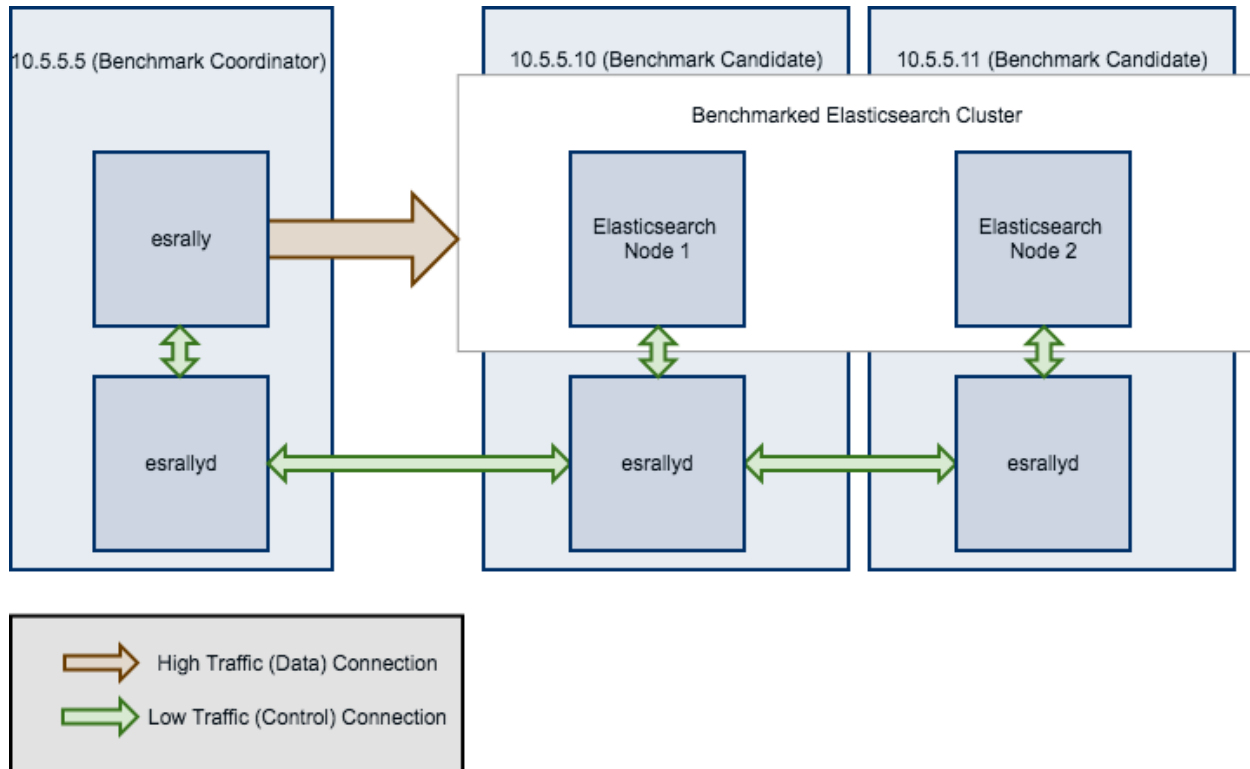 10.5.5.5 (Benchmark Coordinator)
10.5.5.10 (Benchmark Candidate)
10.5.5.11 (Benchmark Candidate)
Benchmarked Elasticsearch Cluster
esrally
Elasticsearch
Node 1
Elasticsearch
Node 2
esrallyd
esrallyd
esrallyd
High Traffic (Data) Connection
Low Traffic (Control) Connection